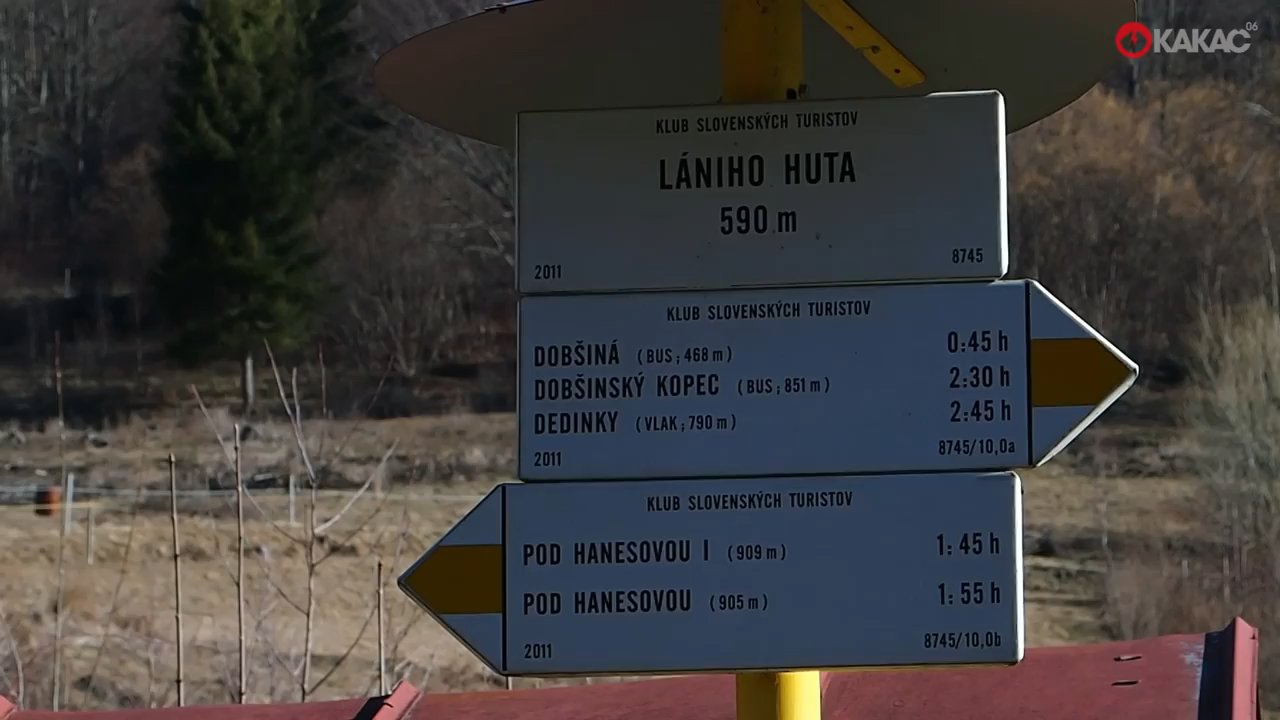 KAKAC 06
KLUB SLOVENSKÝCH TURISTOV
LÁNIHO HUTA
590 m
2011 8745
KLUB SLOVENSKÝCH TURISTOV
DOBŠINÁ (BUS ; 468 m) 0:45 h
DOBŠINSKÝ KOPEC (BUS ; 851 m) 2:30 h
DEDINKY (VLAK ; 790 m) 2:45 h
2011 8745/10,0a
KLUB SLOVENSKÝCH TURISTOV
POD HANESOVOU I (909 m) 1:45 h
POD HANESOVOU (905 m) 1:55 h
2011 8745/10,0b